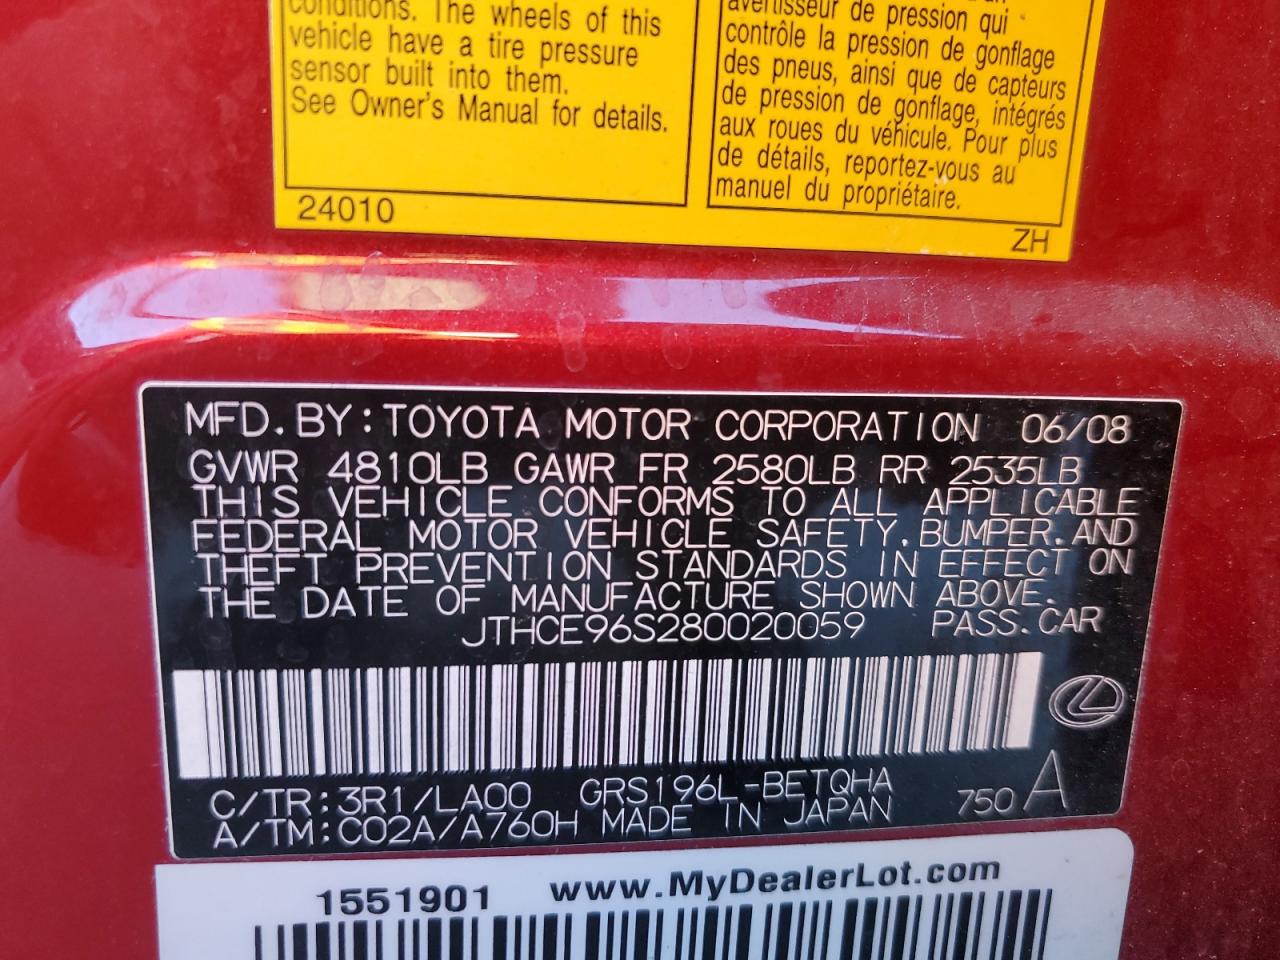 conditions. The wheels of this
vehicle have a tire pressure
sensor built into them.
See Owner's Manual for details.
24010
avertisseur de pression qui
contrôle la pression de gonflage
des pneus, ainsi que de capteurs
de pression de gonflage, intégrés
aux roues du véhicule. Pour plus
de détails, reportez-vous au
manuel du propriétaire.
ZH
MFD. BY: TOYOTA MOTOR CORPORATION 06/08
GVWR 4810LB GAWR FR 2580LB RR 2535LB
THIS VEHICLE CONFORMS TO ALL APPLICABLE
FEDERAL MOTOR VEHICLE SAFETY, BUMPER, AND
THEFT PREVENTION STANDARDS IN EFFECT ON
THE DATE OF MANUFACTURE SHOWN ABOVE.
JTHCE96S280020059 PASS. CAR
C/TR: 3R1/LA00 GRS196L-BETQHA
A/TM: C02A/A760H MADE IN JAPAN 750 A
1551901 www.MyDealerLot.com